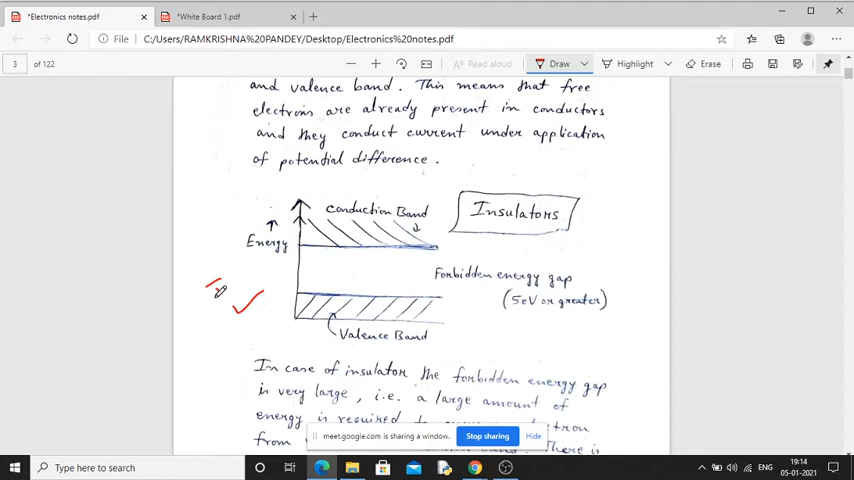 *Electronics notes.pdf
*White Board 1.pdf
File C:/Users/RAMKRISHNA%20PANDEY/Desktop/Electronics%20notes.pdf
3 of 122
Read aloud
Draw
Highlight
Erase
and valence band. This means that free
electrons are already present in conductors
and they conduct current under application
of potential difference.
Conduction Band
Insulators
Energy
Forbidden energy gap
(5eV or greater)
Valence Band
In case of insulator the forbidden energy gap
is very large, i.e. a large amount of
energy is required to
from
There is
meet.google.com is sharing a window.
Stop sharing
Hide
Type here to search
ENG
19:14
05-01-2021